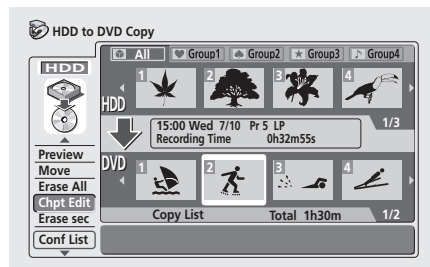 HDD to DVD Copy
HDD
All Group1 Group2 Group3 Group4
1 2 3 4
HDD
15:00 Wed 7/10 Pr 5 LP
Recording Time 0h32m55s
1/3
DVD
1 2 3 4
Copy List Total 1h30m 1/2
Preview
Move
Erase All
Chpt Edit
Erase sec
Conf List